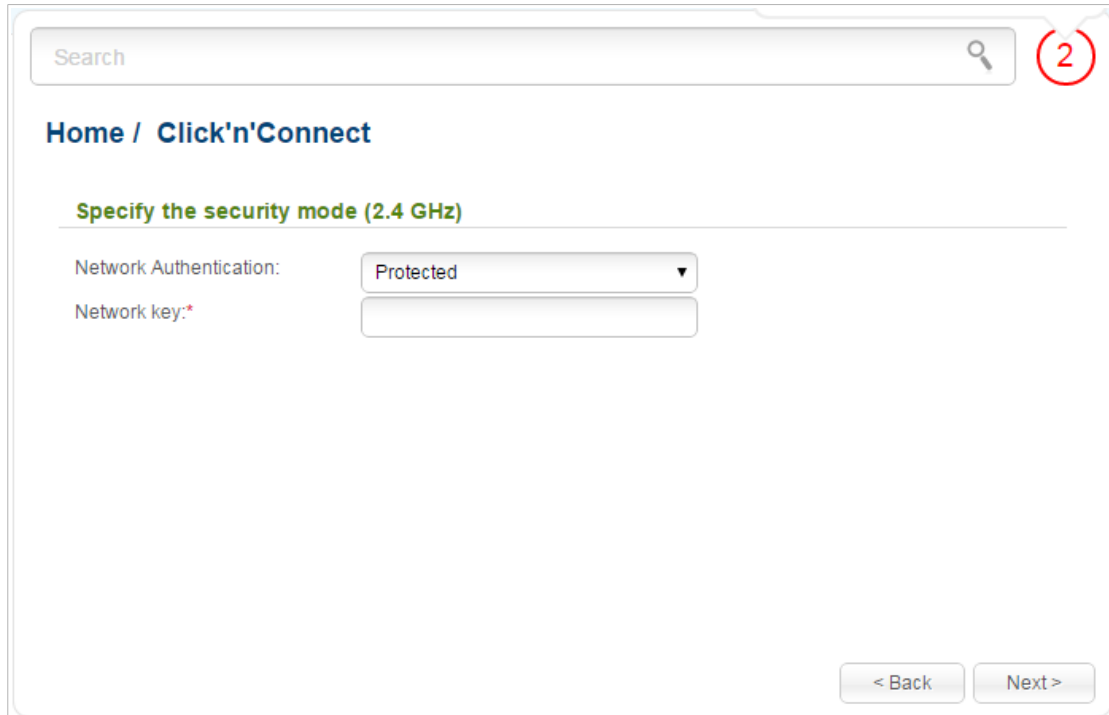 Search
2
Home / Click'n'Connect
Specify the security mode (2.4 GHz)
Network Authentication: Protected
Network key:*
< Back Next >